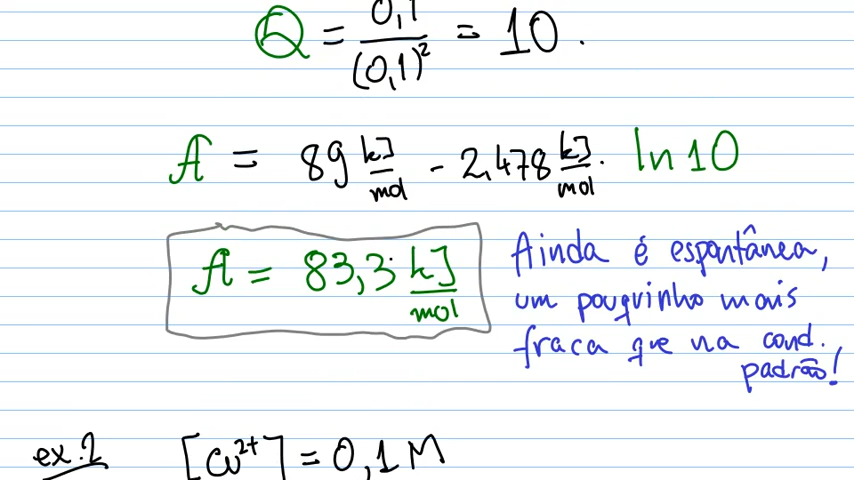 Q = 0,1 / (0,1)² = 10.
A = 89 kJ/mol - 2,478 kJ/mol · ln 10
A = 83,3 kJ/mol
Ainda é espontânea,
um pouquinho mais
fraca que na cond.
padrão!
ex.2 [Cu²⁺] = 0,1 M